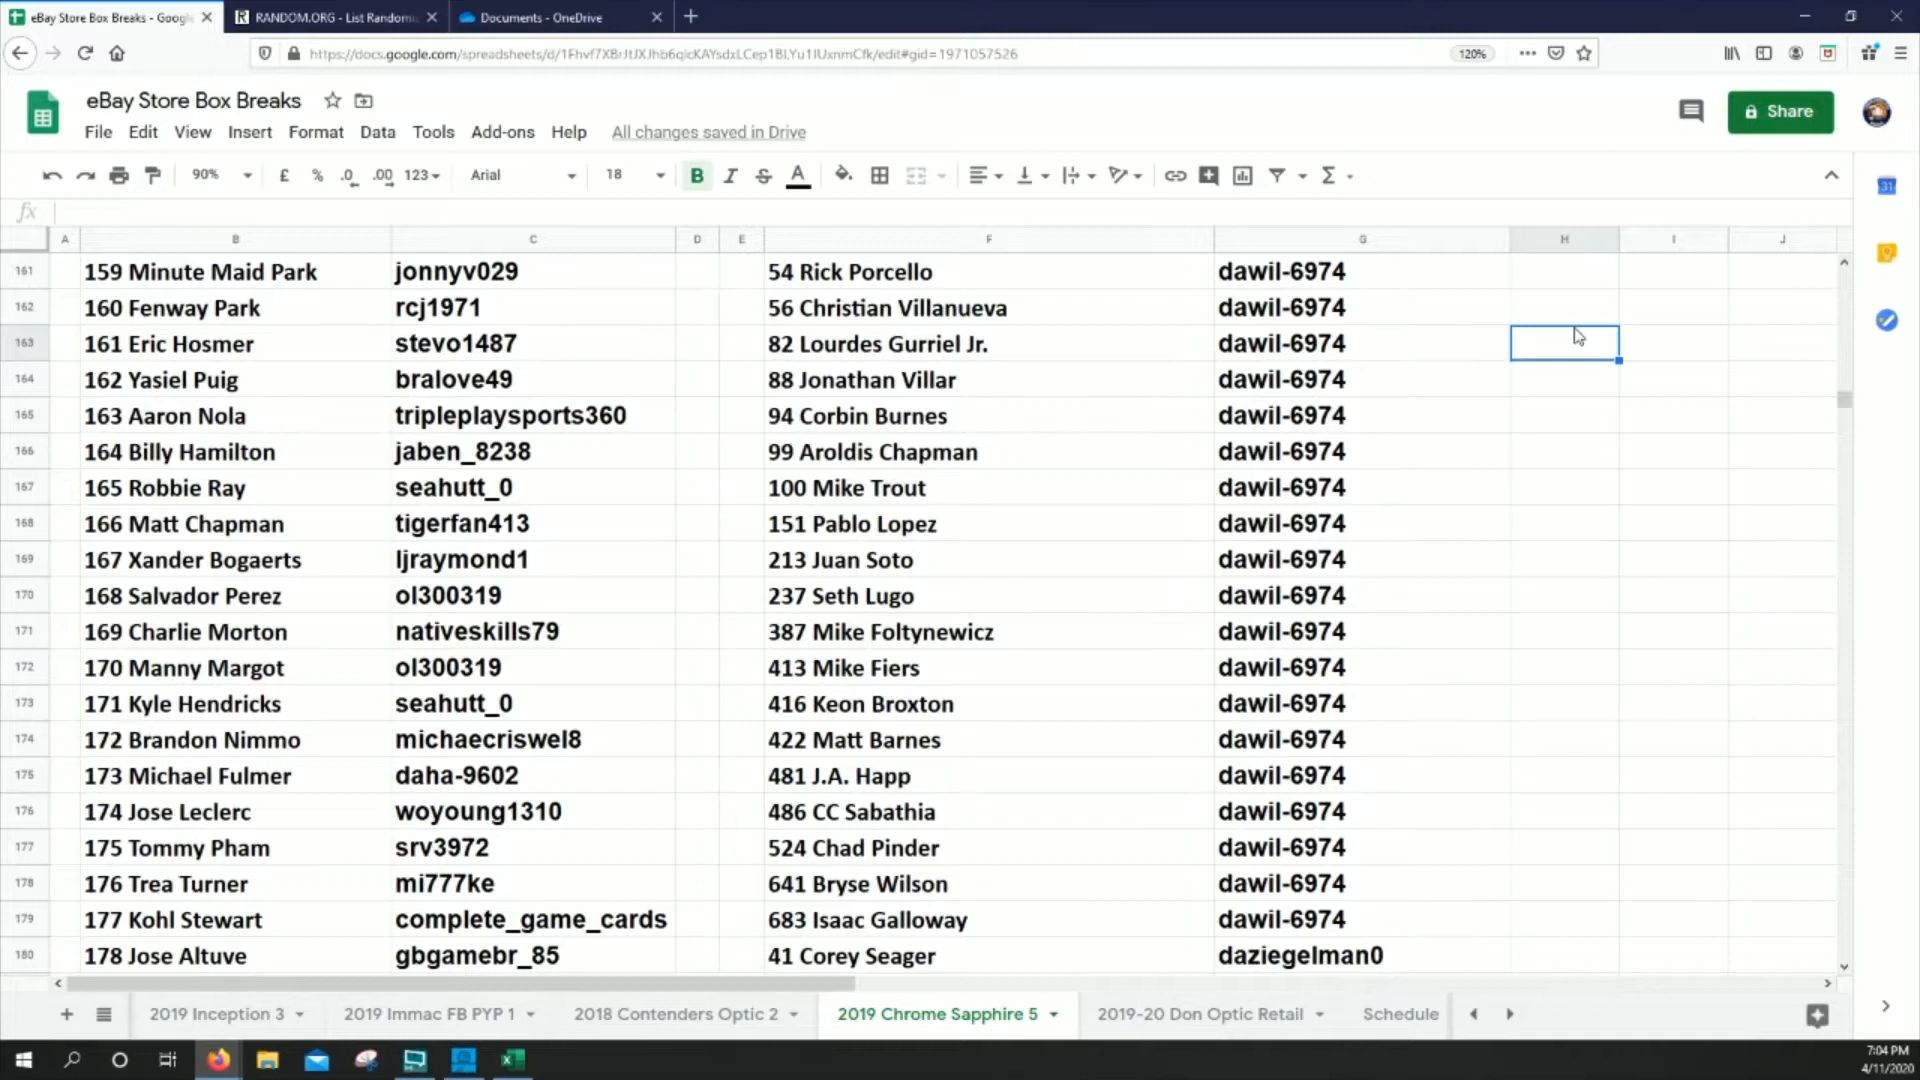 eBay Store Box Breaks - Google
RANDOM.ORG - List Randomi
Documents - OneDrive
120%
eBay Store Box Breaks
File Edit View Insert Format Data Tools Add-ons Help All changes saved in Drive
Share
90% £ % .0 .00 123 Arial 18 B I S A
fx
A B C D E F G H I J
161 159 Minute Maid Park jonnyv029 54 Rick Porcello dawil-6974
162 160 Fenway Park rcj1971 56 Christian Villanueva dawil-6974
163 161 Eric Hosmer stevo1487 82 Lourdes Gurriel Jr. dawil-6974
164 162 Yasiel Puig bralove49 88 Jonathan Villar dawil-6974
165 163 Aaron Nola tripleplaysports360 94 Corbin Burnes dawil-6974
166 164 Billy Hamilton jaben_8238 99 Aroldis Chapman dawil-6974
167 165 Robbie Ray seahutt_0 100 Mike Trout dawil-6974
168 166 Matt Chapman tigerfan413 151 Pablo Lopez dawil-6974
169 167 Xander Bogaerts ljraymond1 213 Juan Soto dawil-6974
170 168 Salvador Perez ol300319 237 Seth Lugo dawil-6974
171 169 Charlie Morton nativeskills79 387 Mike Foltynewicz dawil-6974
172 170 Manny Margot ol300319 413 Mike Fiers dawil-6974
173 171 Kyle Hendricks seahutt_0 416 Keon Broxton dawil-6974
174 172 Brandon Nimmo michaecriswel8 422 Matt Barnes dawil-6974
175 173 Michael Fulmer daha-9602 481 J.A. Happ dawil-6974
176 174 Jose Leclerc woyoung1310 486 CC Sabathia dawil-6974
177 175 Tommy Pham srv3972 524 Chad Pinder dawil-6974
178 176 Trea Turner mi777ke 641 Bryse Wilson dawil-6974
179 177 Kohl Stewart complete_game_cards 683 Isaac Galloway dawil-6974
180 178 Jose Altuve gbgamebr_85 41 Corey Seager daziegelman0
2019 Inception 3 2019 Immac FB PYP 1 2018 Contenders Optic 2 2019 Chrome Sapphire 5 2019-20 Don Optic Retail Schedule
7:04 PM
4/11/2020